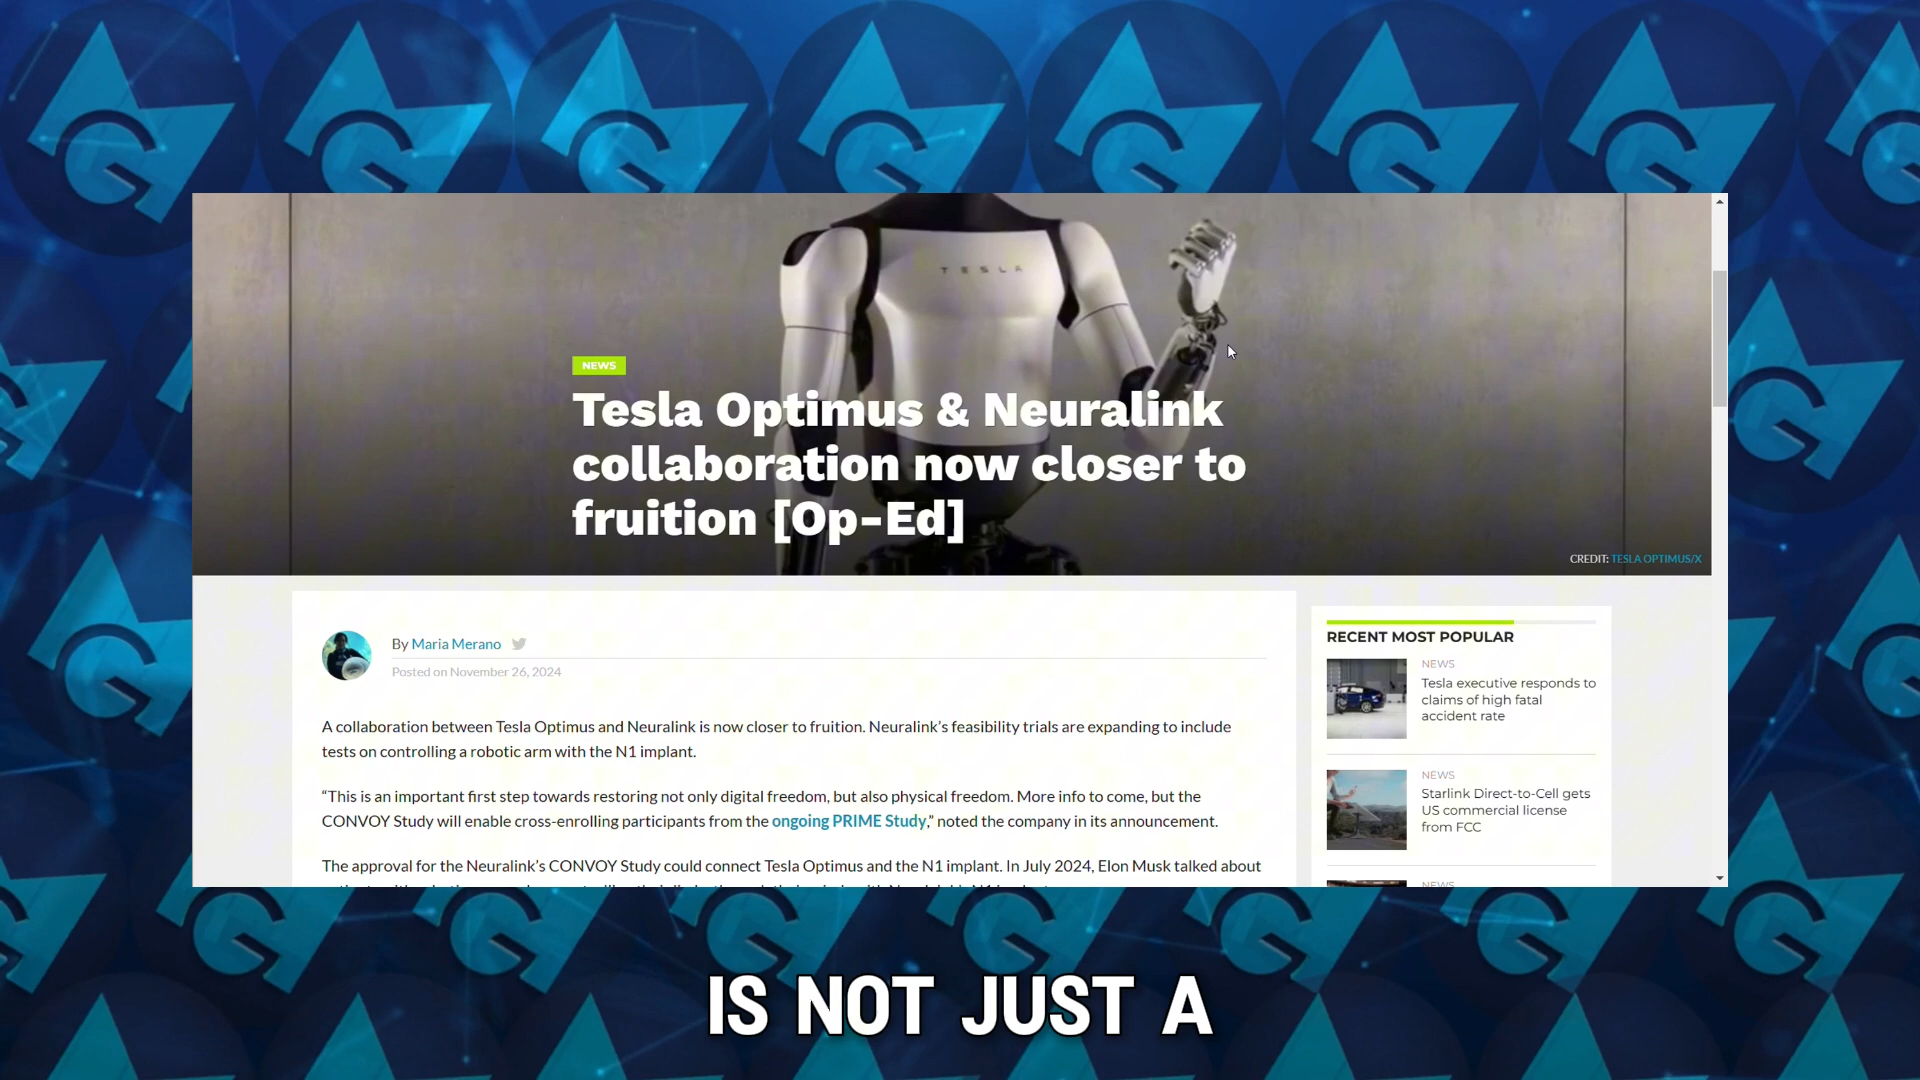 TESLA
NEWS
Tesla Optimus & Neuralink
collaboration now closer to
fruition [Op-Ed]
CREDIT: TESLA OPTIMUS/X
By Maria Merano
Posted on November 26, 2024
A collaboration between Tesla Optimus and Neuralink is now closer to fruition. Neuralink’s feasibility trials are expanding to include
tests on controlling a robotic arm with the N1 implant.
“This is an important first step towards restoring not only digital freedom, but also physical freedom. More info to come, but the
CONVOY Study will enable cross-enrolling participants from the ongoing PRIME Study,” noted the company in its announcement.
The approval for the Neuralink’s CONVOY Study could connect Tesla Optimus and the N1 implant. In July 2024, Elon Musk talked about
RECENT MOST POPULAR
NEWS
Tesla executive responds to
claims of high fatal
accident rate
NEWS
Starlink Direct-to-Cell gets
US commercial license
from FCC
NEWS
IS NOT JUST A